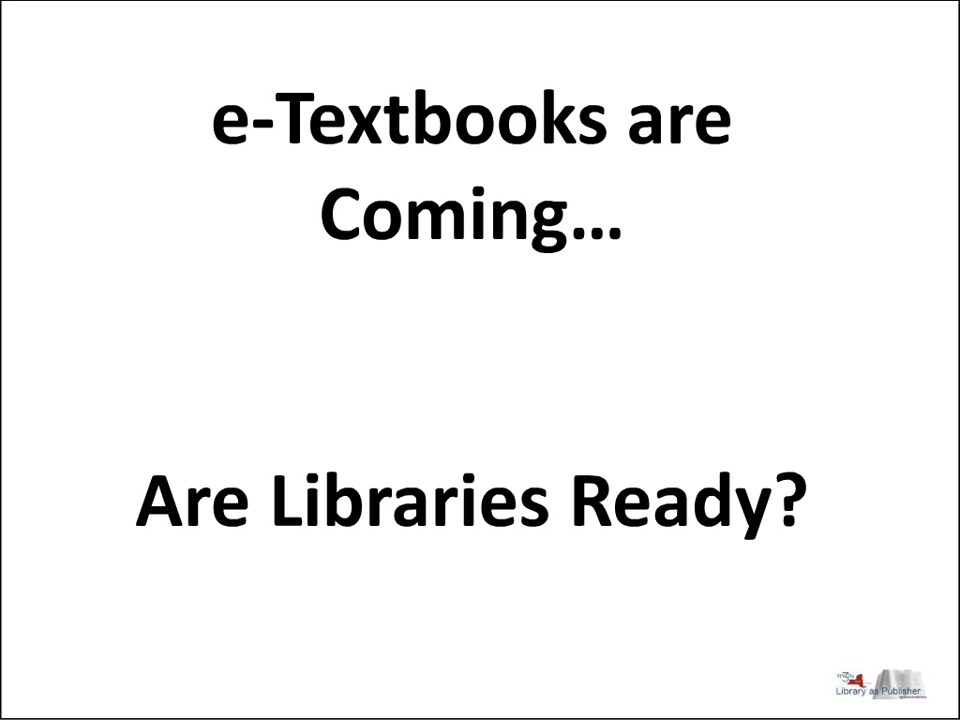 e-Textbooks are
Coming…
Are Libraries Ready?
Library as Publisher